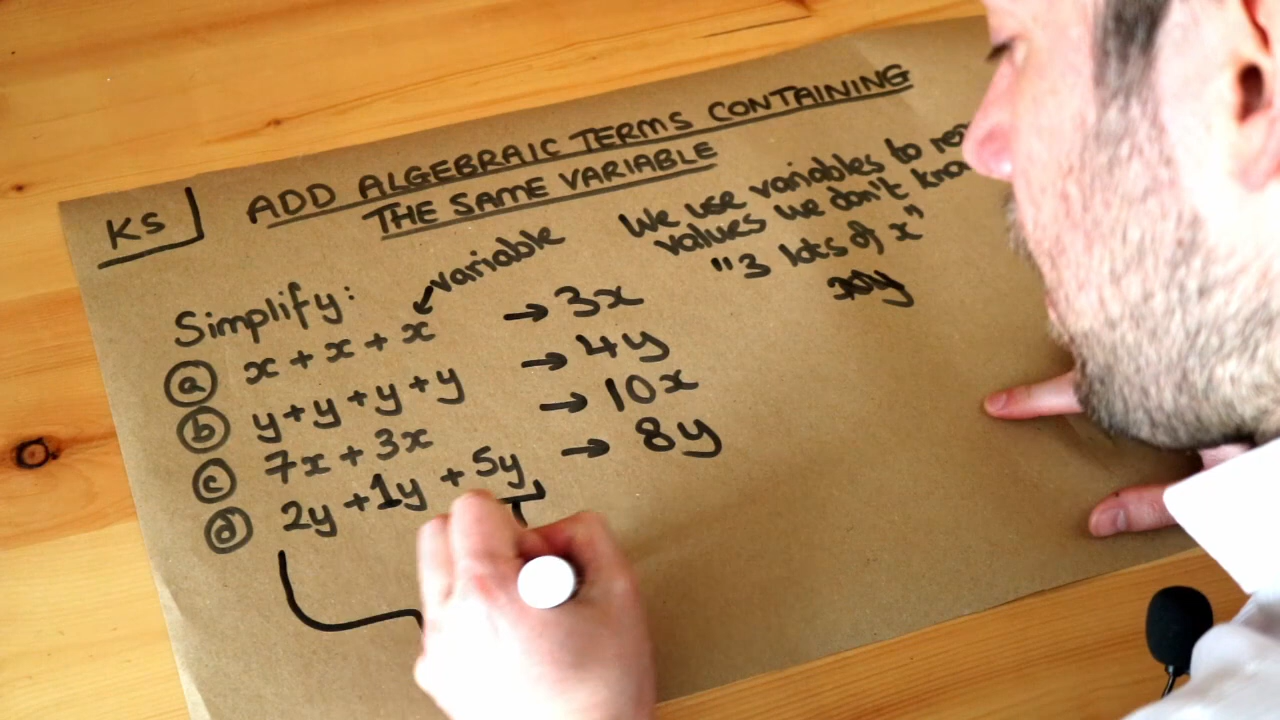 KS
ADD ALGEBRAIC TERMS CONTAINING
THE SAME VARIABLE
variable
We use variables to
values we don't
"3 lots of x"
Simplify:
a x + x + x → 3x
b y + y + y + y → 4y
c 7x + 3x → 10x
d 2y + 1y + 5y → 8y